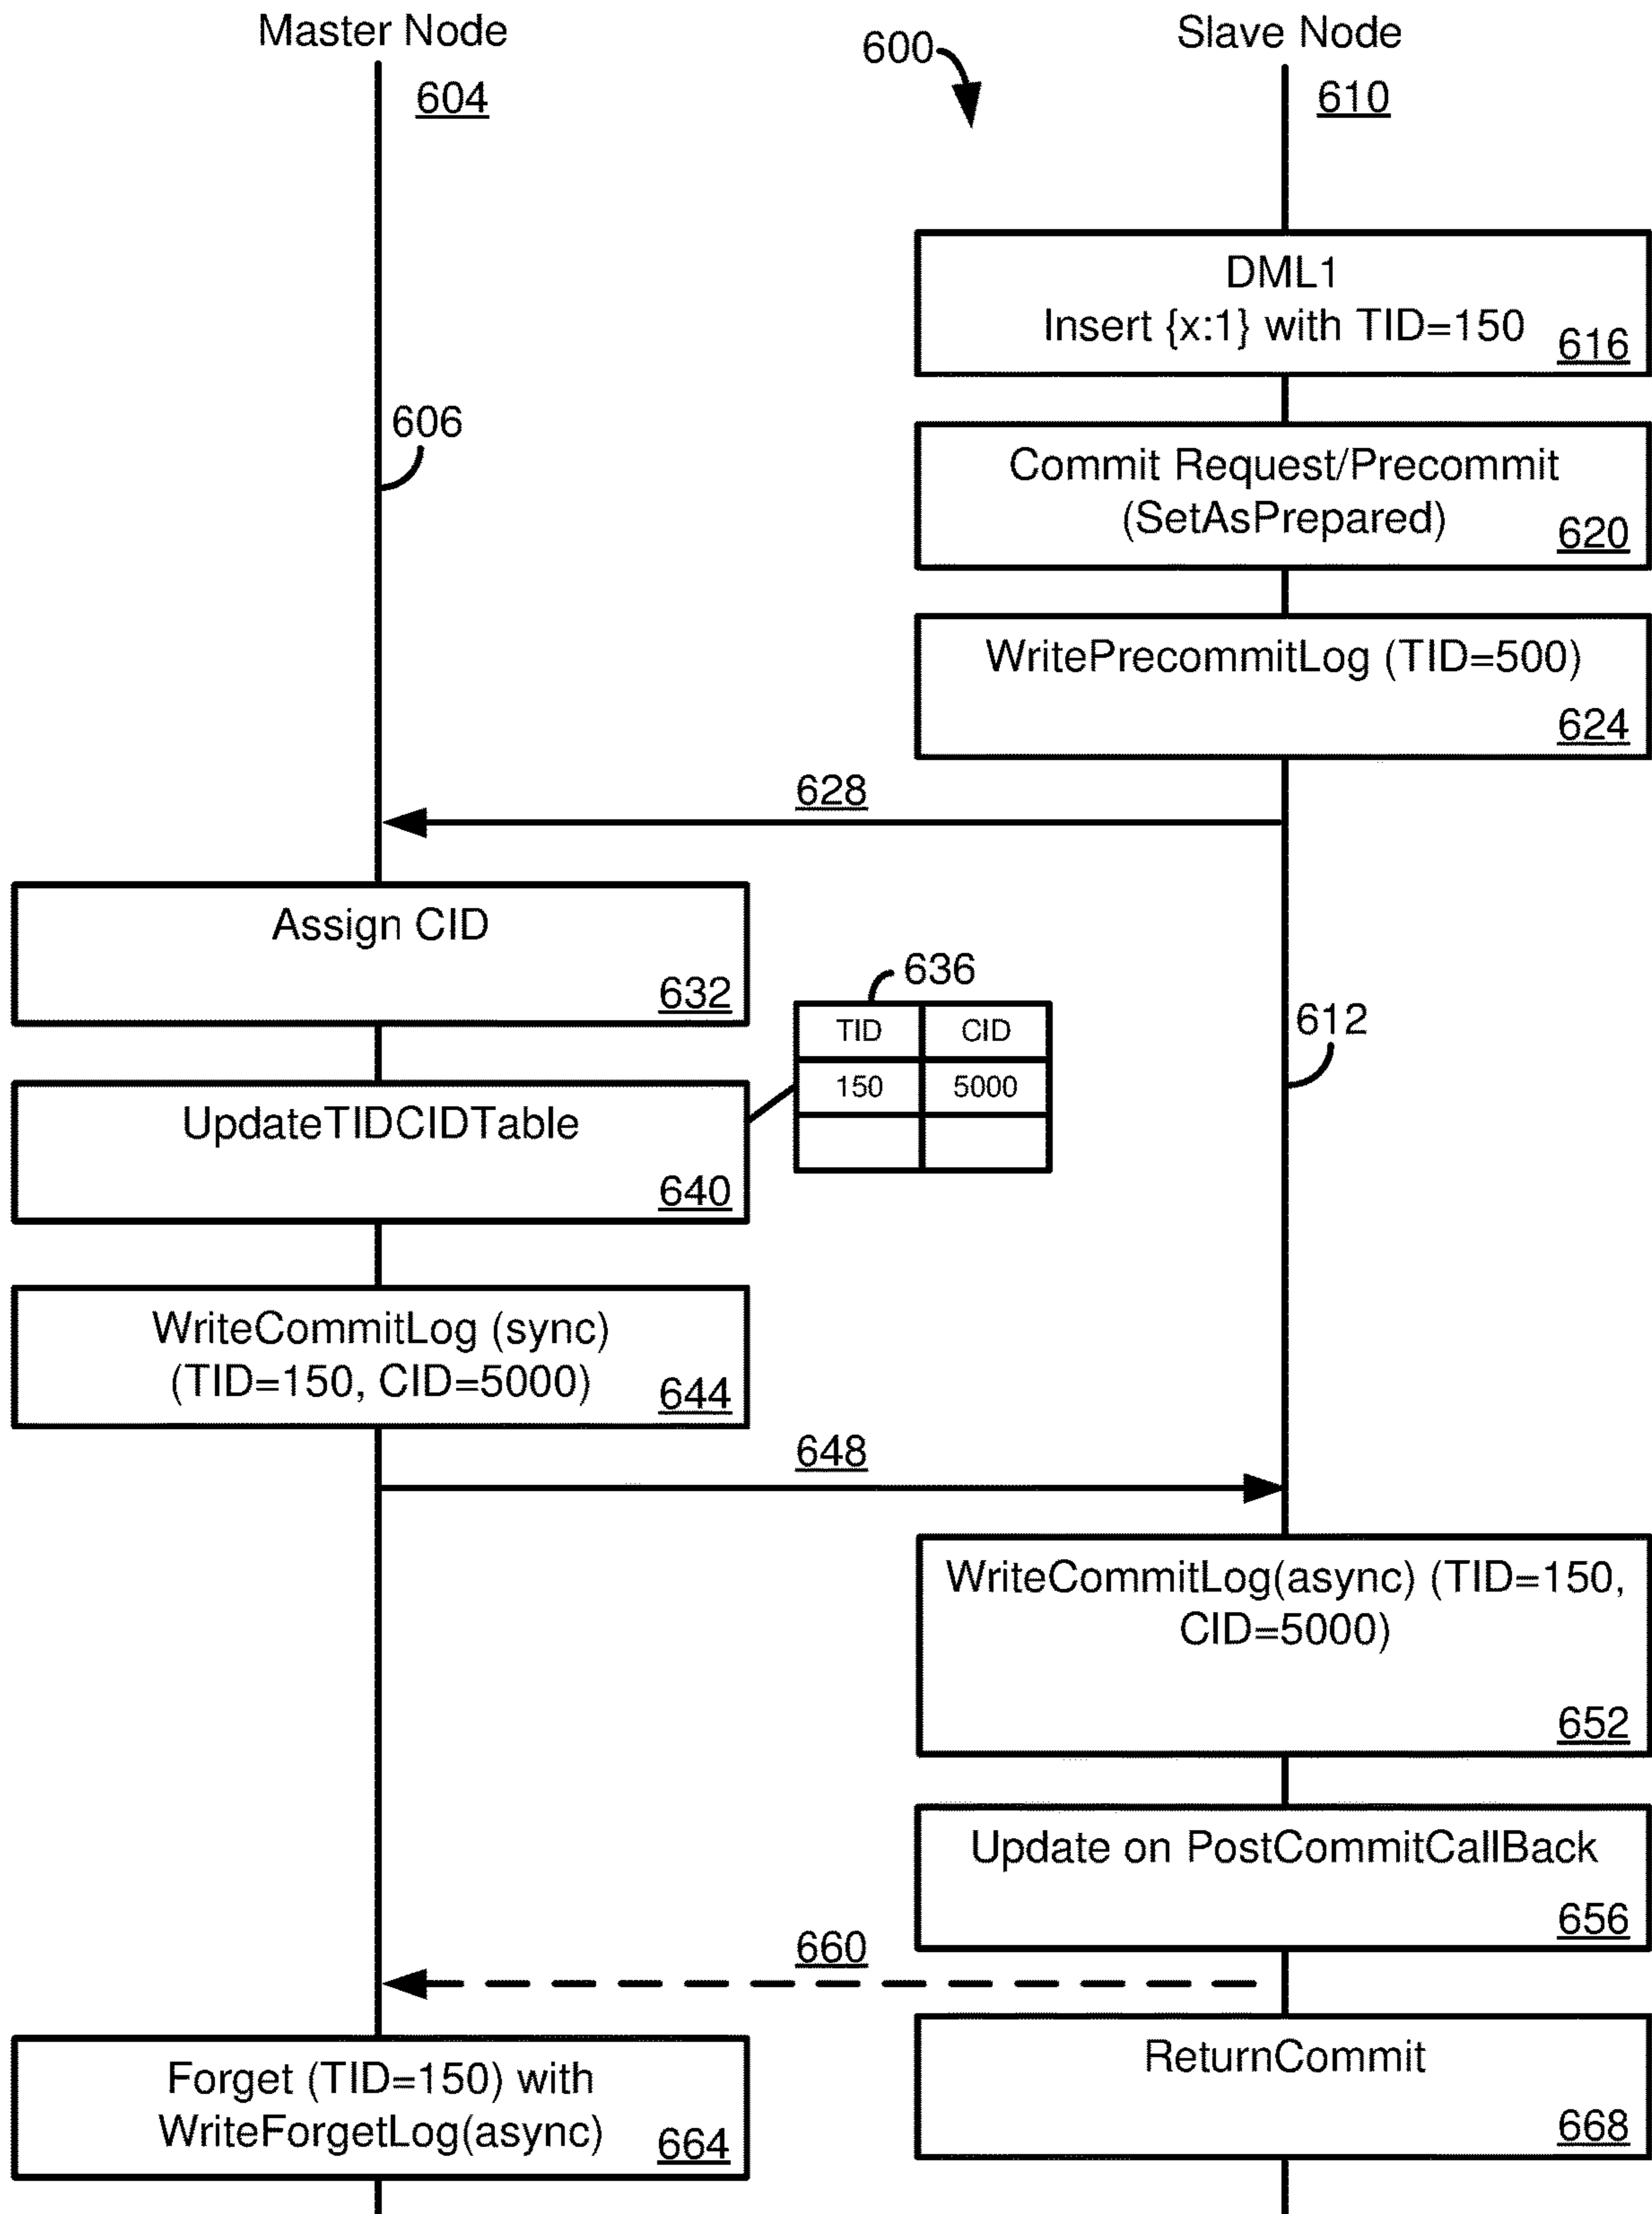 Master Node
604
600
Slave Node
610
DML1
Insert {x:1} with TID=150
616
606
Commit Request/Precommit
(SetAsPrepared)
620
WritePrecommitLog (TID=500)
624
628
Assign CID
632
636
TID CID
150 5000
612
UpdateTIDCIDTable
640
WriteCommitLog (sync)
(TID=150, CID=5000)
644
648
WriteCommitLog(async) (TID=150,
CID=5000)
652
Update on PostCommitCallBack
656
660
Forget (TID=150) with
WriteForgetLog(async)
664
ReturnCommit
668